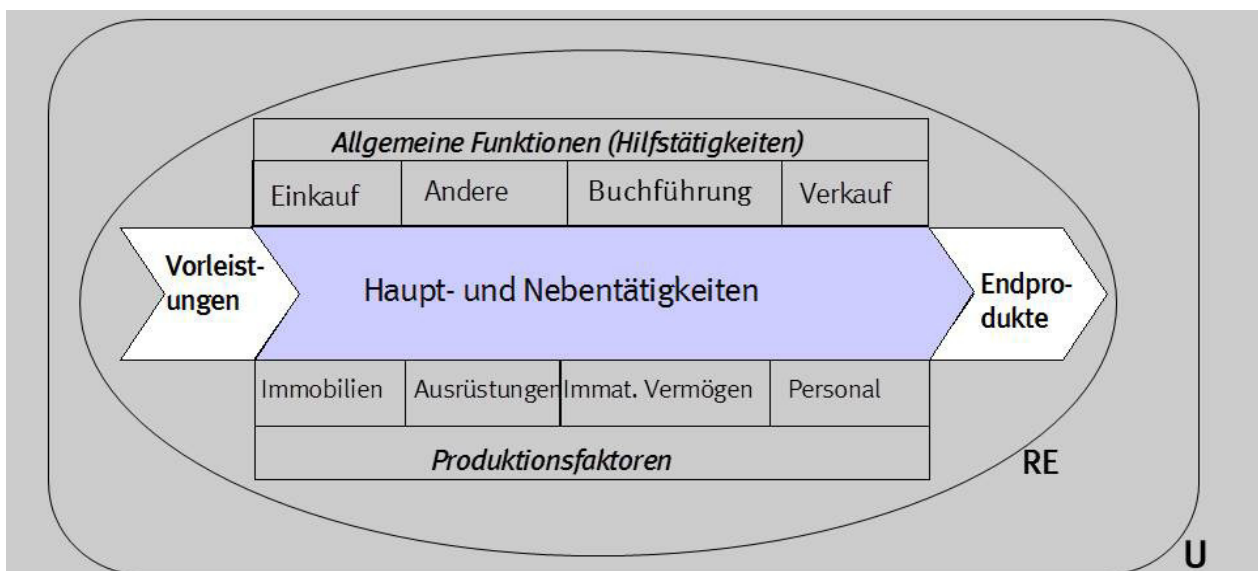 Allgemeine Funktionen (Hilfstätigkeiten)
Einkauf Andere Buchführung Verkauf
Vorleist-
ungen
Haupt- und Nebentätigkeiten
Endpro-
dukte
Immobilien Ausrüstungen Immat. Vermögen Personal
Produktionsfaktoren
RE
U